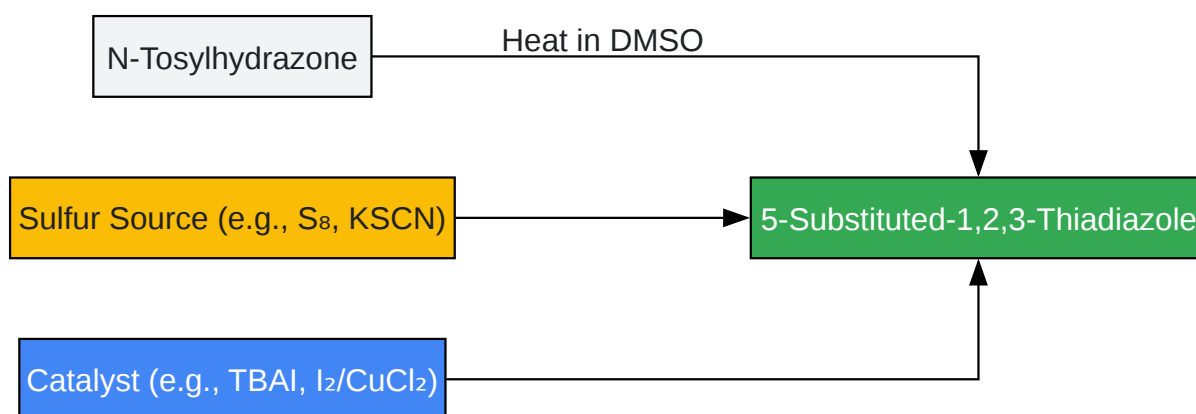 N-Tosylhydrazone
Heat in DMSO
Sulfur Source (e.g., S₈, KSCN)
5-Substituted-1,2,3-Thiadiazole
Catalyst (e.g., TBAI, I₂/CuCl₂)